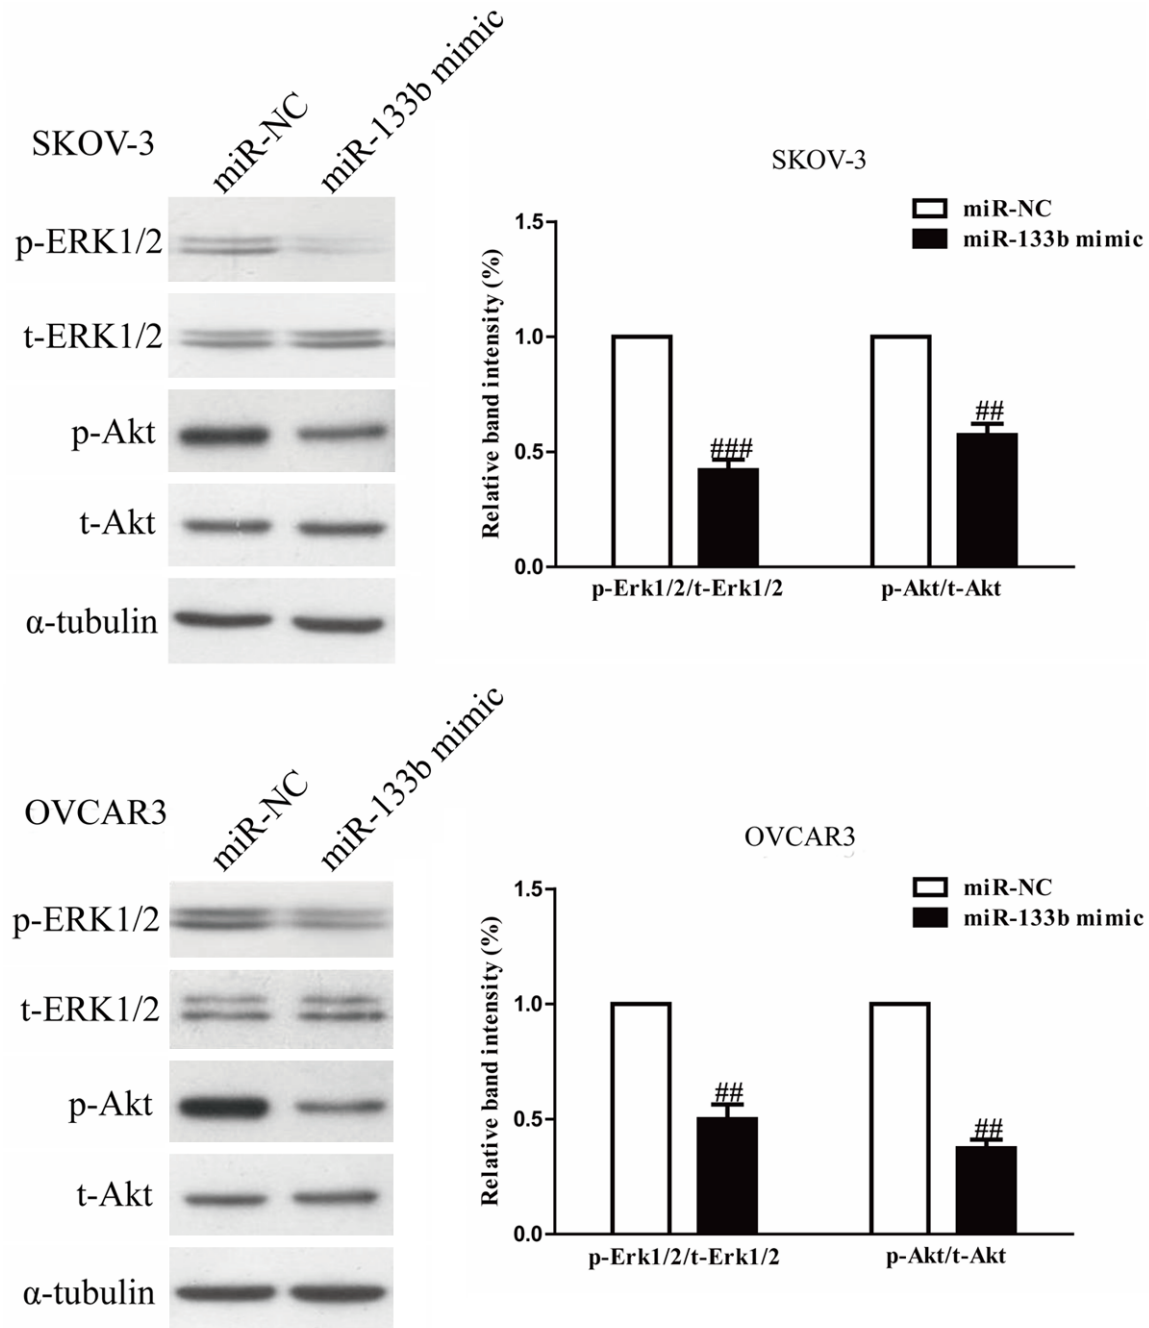 SKOV-3
miR-NC
miR-133b mimic
p-ERK1/2
t-ERK1/2
p-Akt
t-Akt
α-tubulin
SKOV-3
miR-NC
miR-133b mimic
Relative band intensity (%)
1.5
1.0
0.5
0.0
###
##
p-Erk1/2/t-Erk1/2
p-Akt/t-Akt
OVCAR3
miR-NC
miR-133b mimic
p-ERK1/2
t-ERK1/2
p-Akt
t-Akt
α-tubulin
OVCAR3
miR-NC
miR-133b mimic
Relative band intensity (%)
1.5
1.0
0.5
0.0
##
##
p-Erk1/2/t-Erk1/2
p-Akt/t-Akt